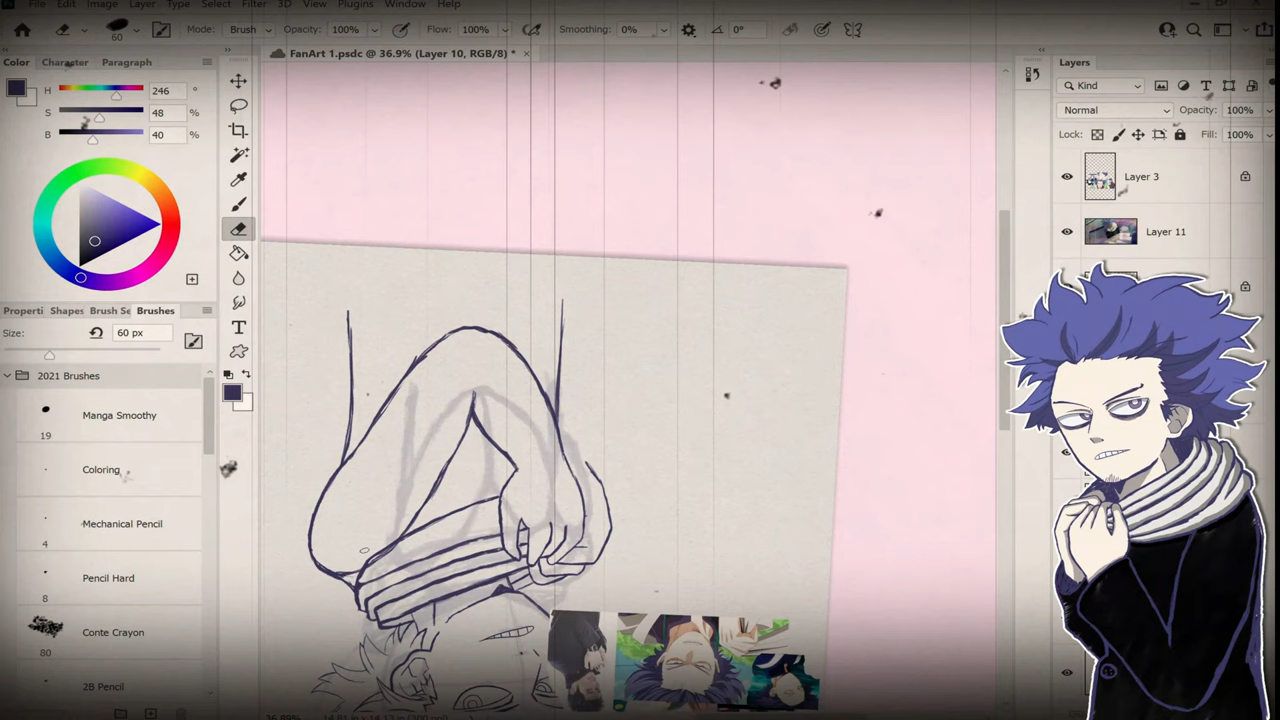 File Edit Image Layer Type Select Filter 3D View Plugins Window Help
60 Mode: Brush Opacity: 100% Flow: 100% Smoothing: 0% 0°
FanArt 1.psdc @ 36.9% (Layer 10, RGB/8) * ×
Color Character Paragraph
H 246 °
S 48 %
B 40 %
Properti Shapes Brush Se Brushes
Size: 60 px
2021 Brushes
Manga Smoothy
19
Coloring
Mechanical Pencil
4
Pencil Hard
8
Conte Crayon
80
2B Pencil
T
Layers
Kind
Normal Opacity: 100%
Lock: Fill: 100%
Layer 3
Layer 11